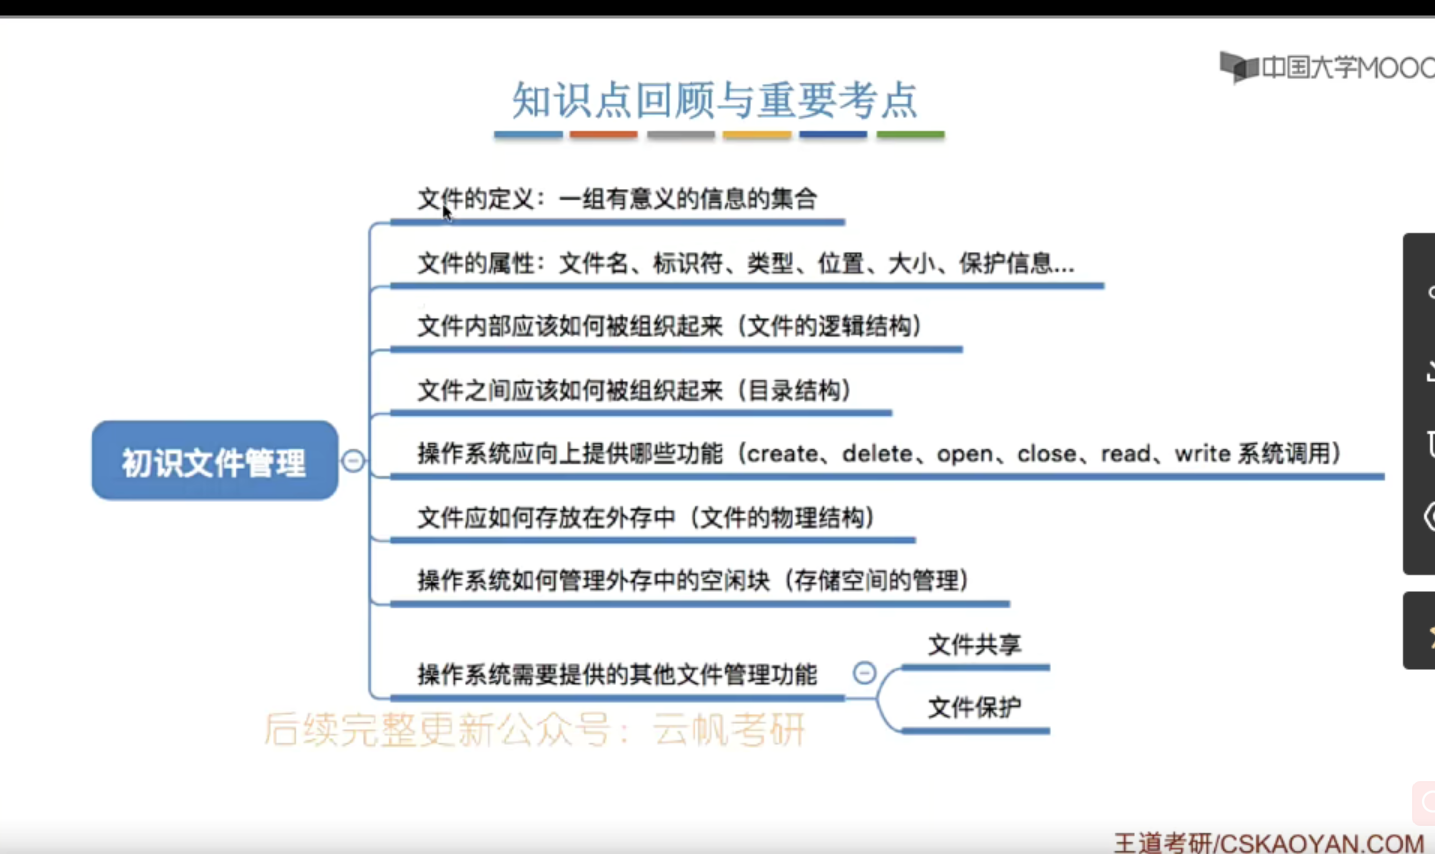 中国大学MOOC
知识点回顾与重要考点
文件的定义：一组有意义的信息的集合
文件的属性：文件名、标识符、类型、位置、大小、保护信息...
文件内部应该如何被组织起来（文件的逻辑结构）
文件之间应该如何被组织起来（目录结构）
初识文件管理
操作系统应向上提供哪些功能（create、delete、open、close、read、write 系统调用）
文件应如何存放在外存中（文件的物理结构）
操作系统如何管理外存中的空闲块（存储空间的管理）
操作系统需要提供的其他文件管理功能
文件共享
文件保护
后续完整更新公众号：云帆考研
王道考研/CSKAOYAN.COM